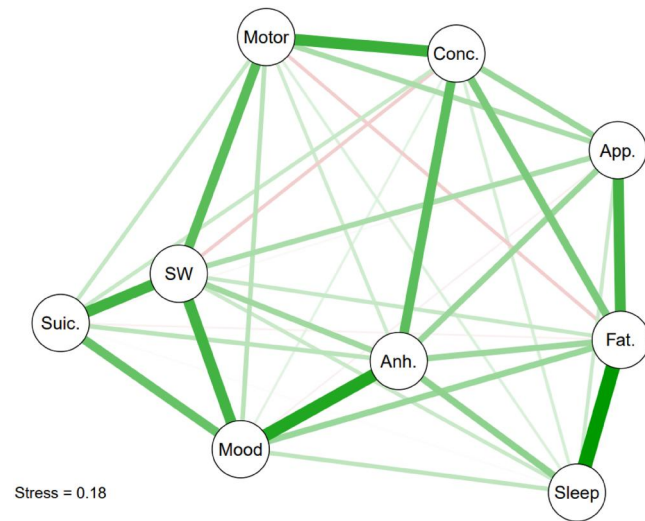 Motor
Conc.
App.
SW
Suic.
Fat.
Anh.
Mood
Sleep
Stress = 0.18